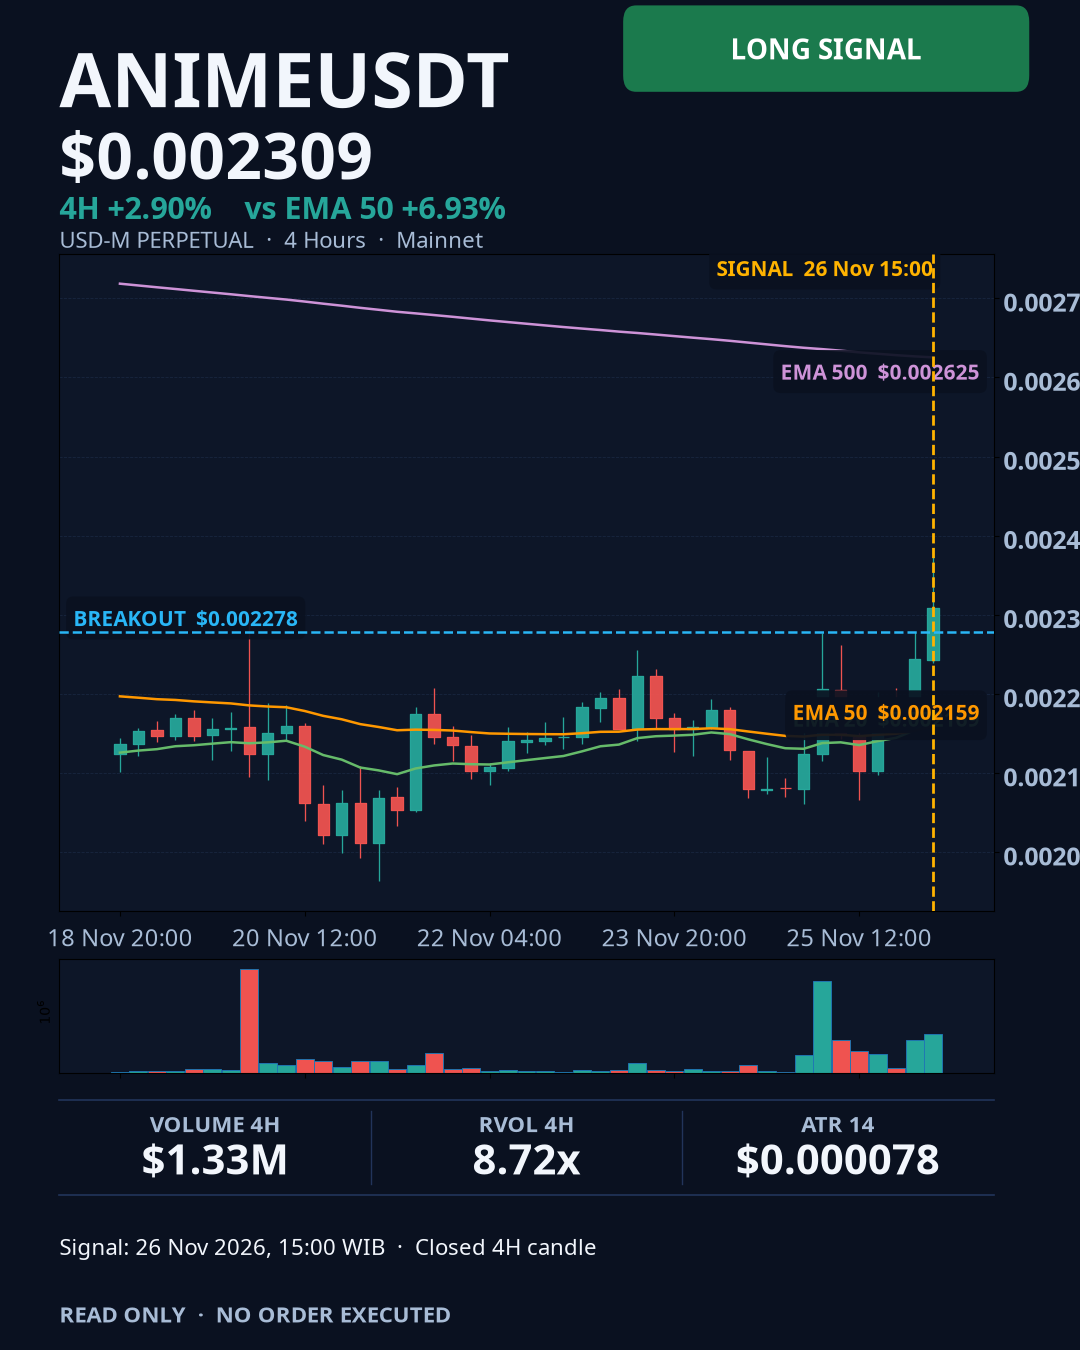 LONG SIGNAL
ANIMEUSDT
$0.002309
4H +2.90% vs EMA 50 +6.93%
USD-M PERPETUAL · 4 Hours · Mainnet
SIGNAL 26 Nov 15:00
0.0027
EMA 500 $0.002625
0.0026
0.0025
0.0024
BREAKOUT $0.002278
0.0023
0.0022
EMA 50 $0.002159
0.0021
0.0020
18 Nov 20:00 20 Nov 12:00 22 Nov 04:00 23 Nov 20:00 25 Nov 12:00
10⁶
VOLUME 4H RVOL 4H ATR 14
$1.33M 8.72x $0.000078
Signal: 26 Nov 2026, 15:00 WIB · Closed 4H candle
READ ONLY · NO ORDER EXECUTED